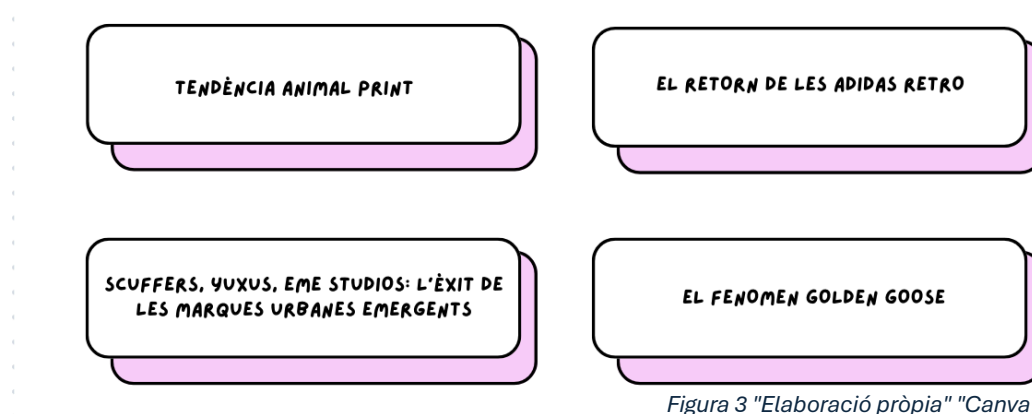 TENDÈNCIA ANIMAL PRINT
EL RETORN DE LES ADIDAS RETRO
SCUFFERS, YUXUS, EME STUDIOS: L'ÈXIT DE
LES MARQUES URBANES EMERGENTS
EL FENOMEN GOLDEN GOOSE
Figura 3 "Elaboració pròpia" "Canva